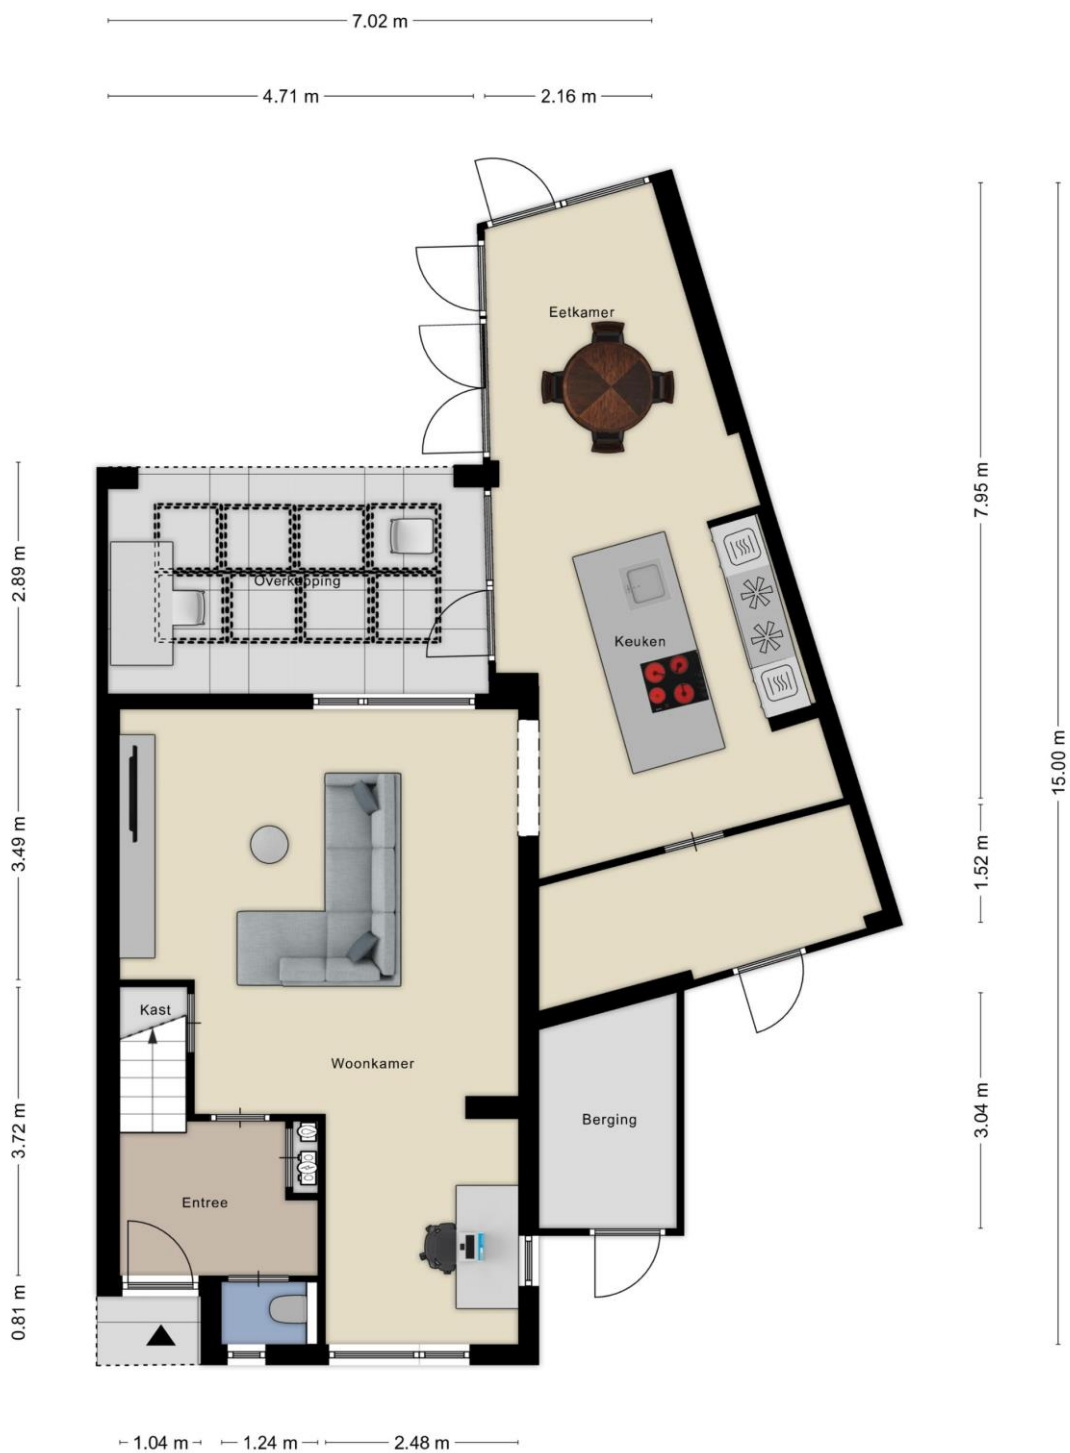 7.02 m
4.71 m
2.16 m
Eetkamer
7.95 m
2.89 m
Overkapping
Keuken
15.00 m
3.49 m
1.52 m
Kast
Woonkamer
3.04 m
Berging
3.72 m
Entree
0.81 m
1.04 m
1.24 m
2.48 m